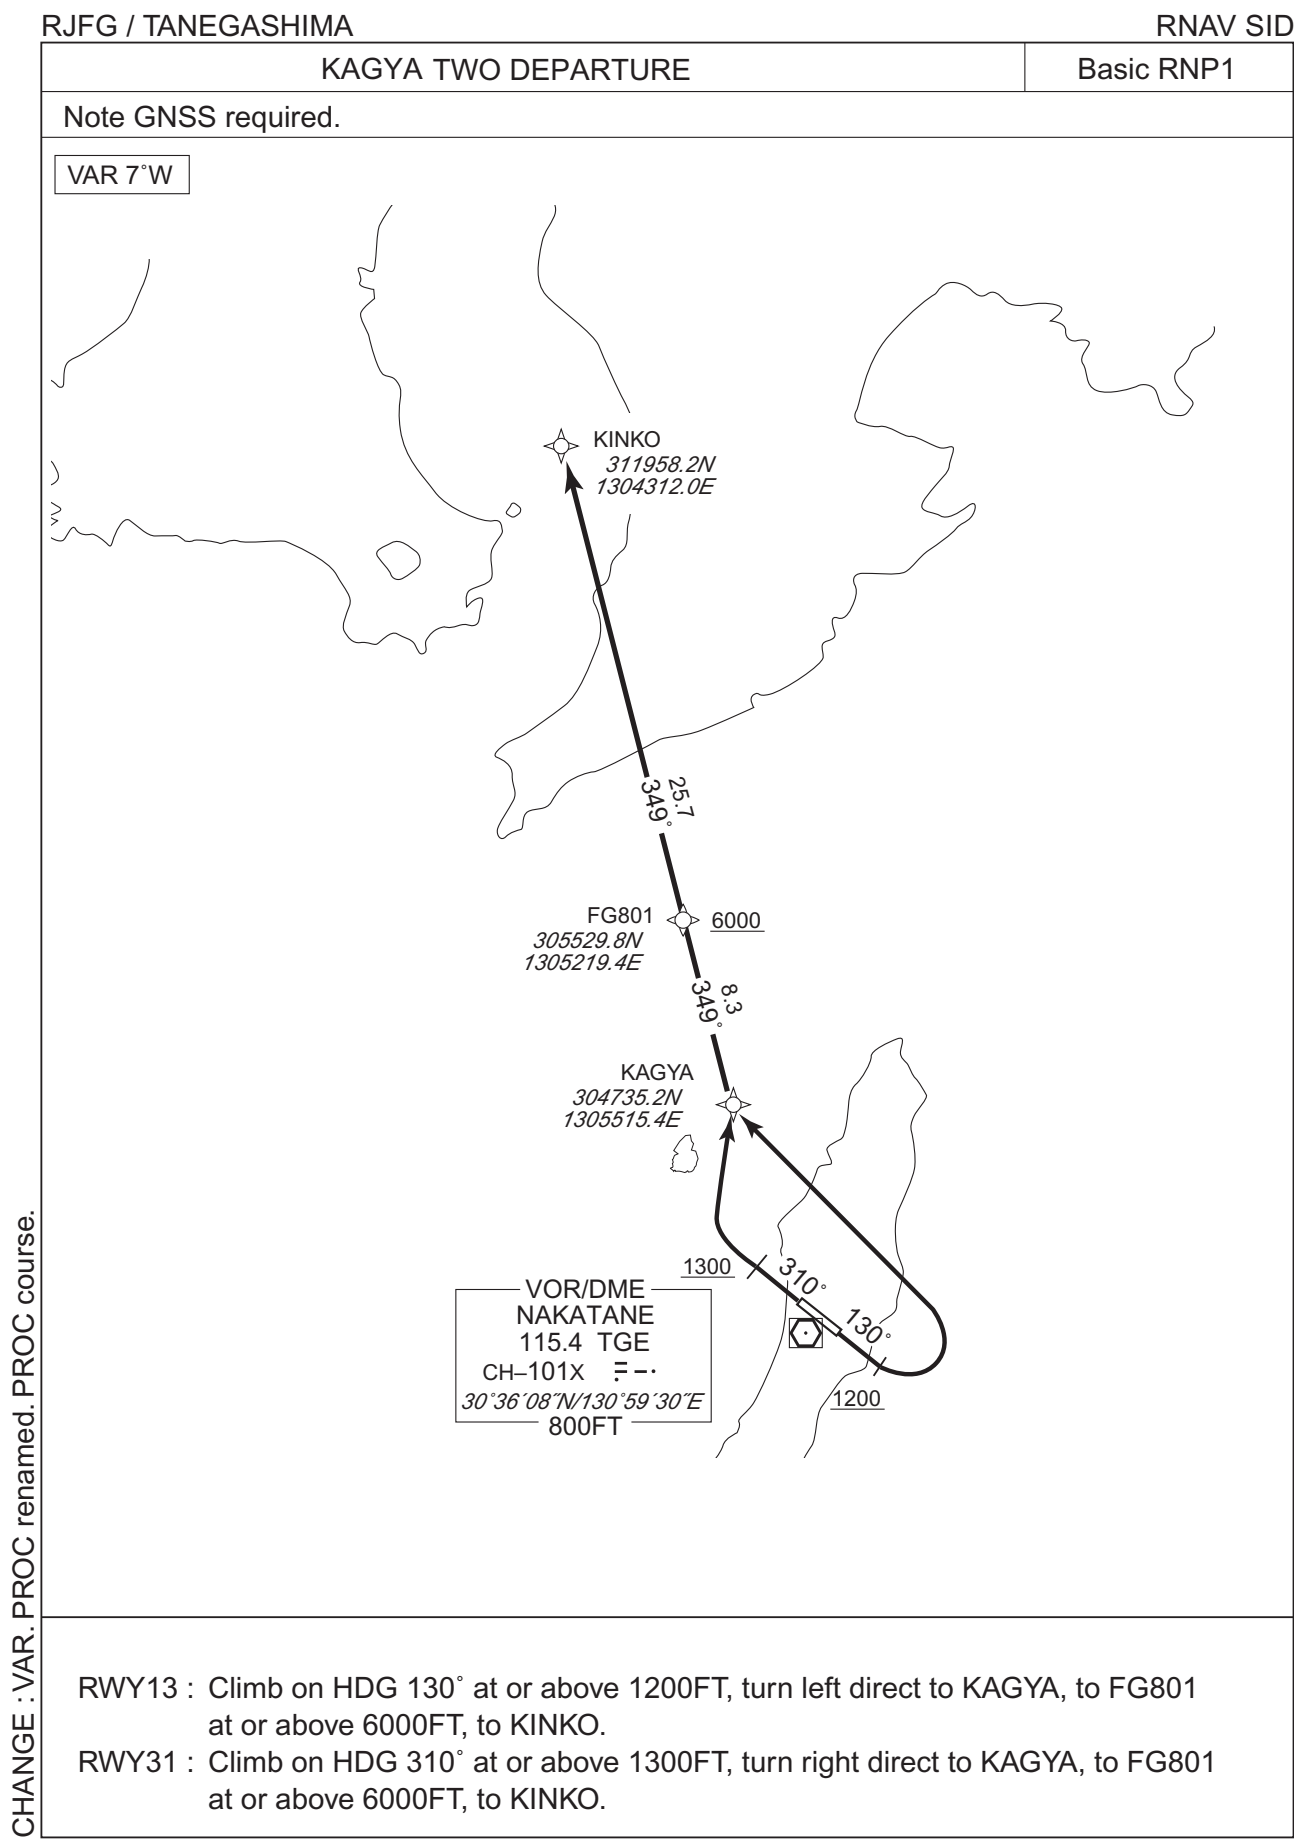 RJFG / TANEGASHIMA
RNAV SID
KAGYA TWO DEPARTURE
Basic RNP1
Note GNSS required.
VAR 7˚W
KINKO
311958.2N
1304312.0E
25.7
349˚
FG801
305529.8N
1305219.4E
6000
8.3
349˚
KAGYA
304735.2N
1305515.4E
1300
310˚
130˚
1200
VOR/DME
NAKATANE
115.4 TGE
CH–101X
30˚36´08˝N/130˚59´30˝E
800FT
RWY13 : Climb on HDG 130˚ at or above 1200FT, turn left direct to KAGYA, to FG801
at or above 6000FT, to KINKO.
RWY31 : Climb on HDG 310˚ at or above 1300FT, turn right direct to KAGYA, to FG801
at or above 6000FT, to KINKO.
CHANGE : VAR. PROC renamed. PROC course.